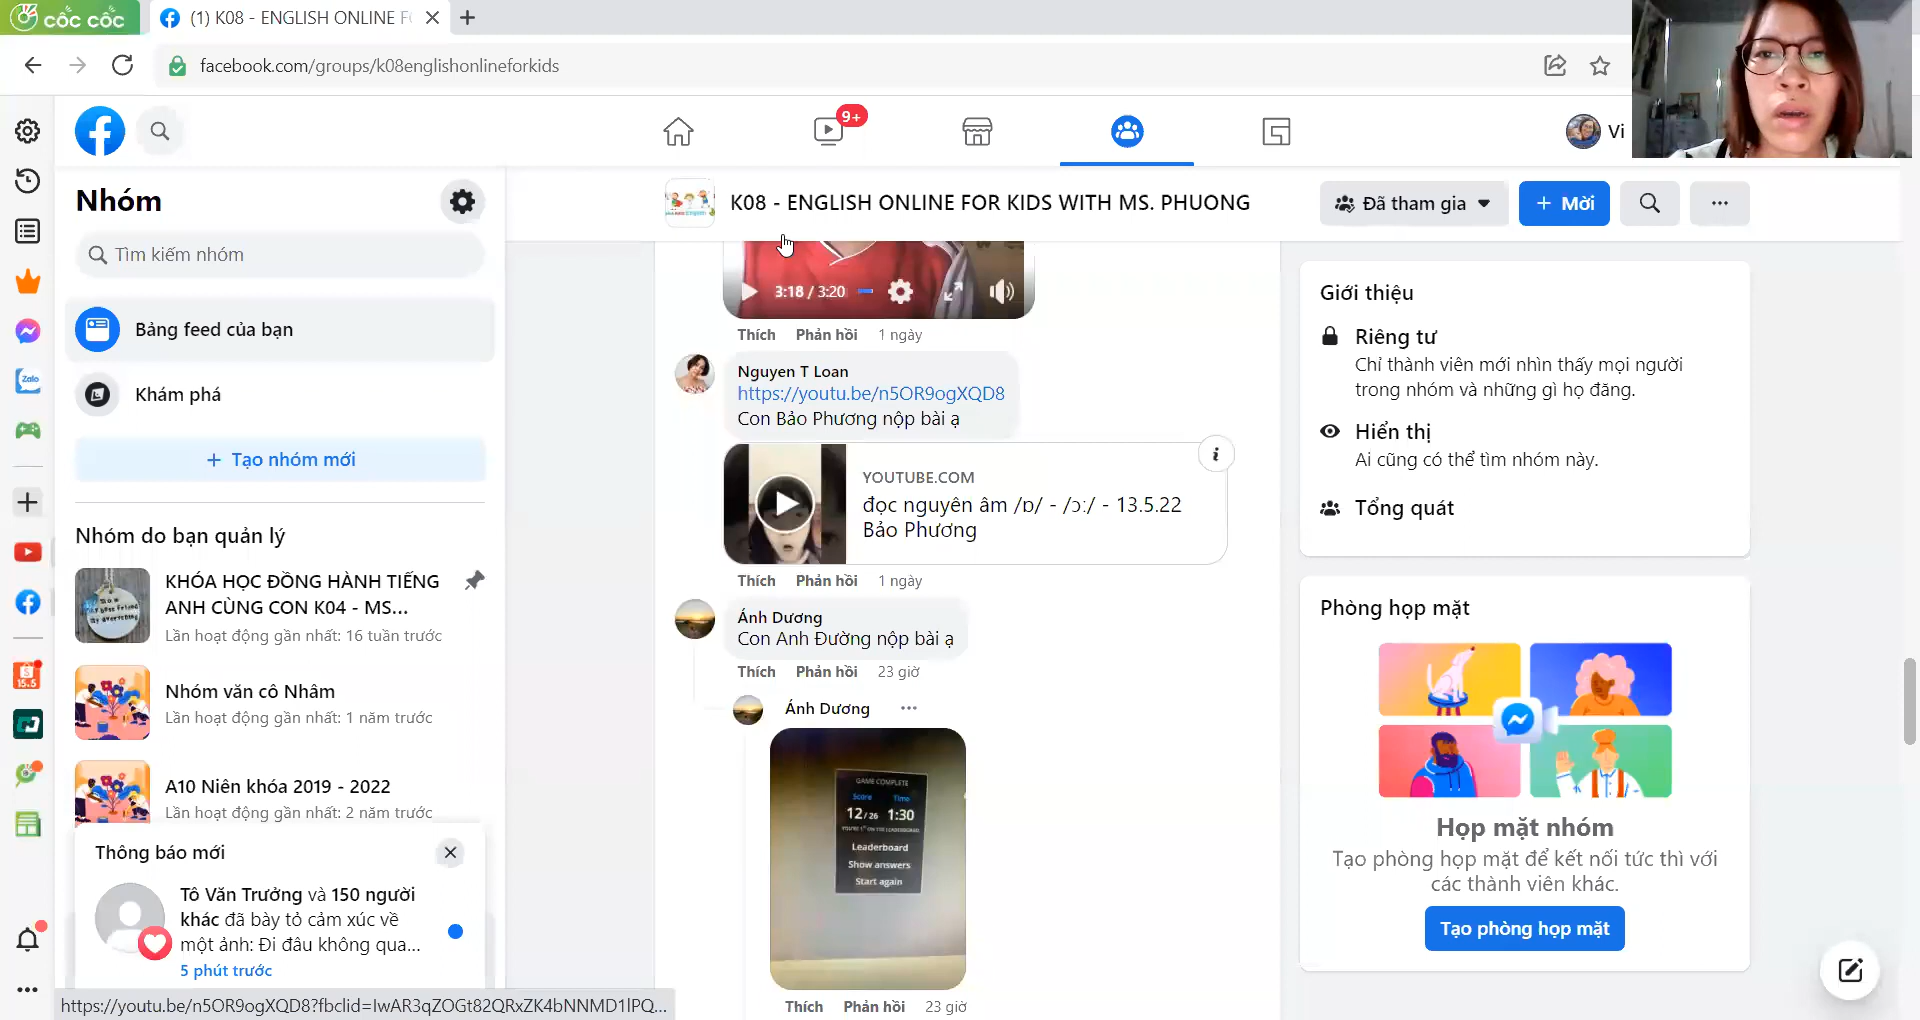 cốc cốc
(1) K08 - ENGLISH ONLINE F
facebook.com/groups/k08englishonlineforkids
9+
Vi
Nhóm
Tìm kiếm nhóm
Bảng feed của bạn
Khám phá
+ Tạo nhóm mới
Nhóm do bạn quản lý
KHÓA HỌC ĐỒNG HÀNH TIẾNG
ANH CÙNG CON K04 - MS...
Lần hoạt động gần nhất: 16 tuần trước
Nhóm văn cô Nhâm
Lần hoạt động gần nhất: 1 năm trước
A10 Niên khóa 2019 - 2022
Lần hoạt động gần nhất: 2 năm trước
Thông báo mới
Tô Văn Trưởng và 150 người
khác đã bày tỏ cảm xúc về
một ảnh: Đi đâu không qua...
5 phút trước
https://youtu.be/n5OR9ogXQD8?fbclid=IwAR3qZOGt82QRxZK4bNNMD1lPQ...
Zalo
15.5
K08 - ENGLISH ONLINE FOR KIDS WITH MS. PHUONG
Đã tham gia
+ Mới
3:18 / 3:20
Thích Phản hồi 1 ngày
Nguyen T Loan
https://youtu.be/n5OR9ogXQD8
Con Bảo Phương nộp bài ạ
YOUTUBE.COM
đọc nguyên âm /ɒ/ - /ɔ:/ - 13.5.22
Bảo Phương
Thích Phản hồi 1 ngày
Ánh Dương
Con Anh Đường nộp bài ạ
Thích Phản hồi 23 giờ
Ánh Dương
GAME COMPLETE
Score Time
12/26 1:30
YOU'RE 1ST ON THE LEADERBOARD
Leaderboard
Show answers
Start again
Thích Phản hồi 23 giờ
Giới thiệu
Riêng tư
Chỉ thành viên mới nhìn thấy mọi người
trong nhóm và những gì họ đăng.
Hiển thị
Ai cũng có thể tìm nhóm này.
Tổng quát
Phòng họp mặt
Họp mặt nhóm
Tạo phòng họp mặt để kết nối tức thì với
các thành viên khác.
Tạo phòng họp mặt